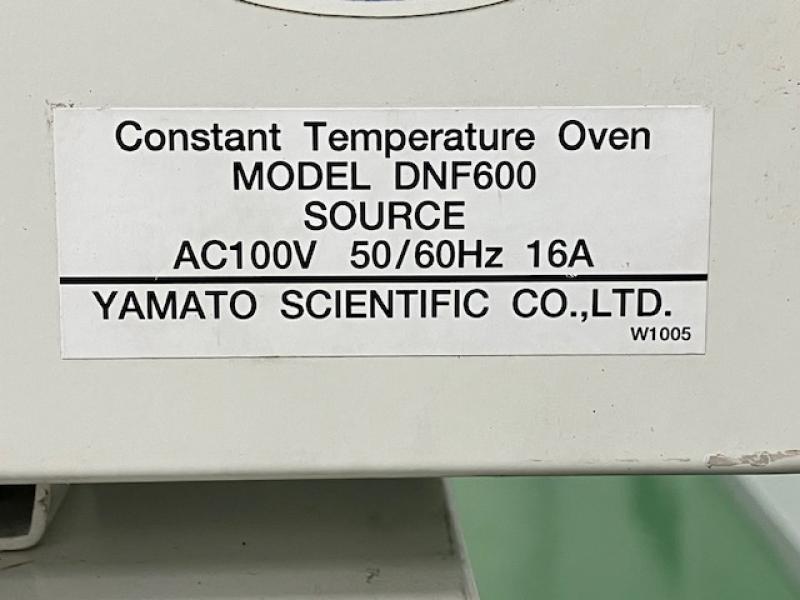 Constant Temperature Oven
MODEL DNF600
SOURCE
AC100V 50/60Hz 16A
YAMATO SCIENTIFIC CO.,LTD.
W1005